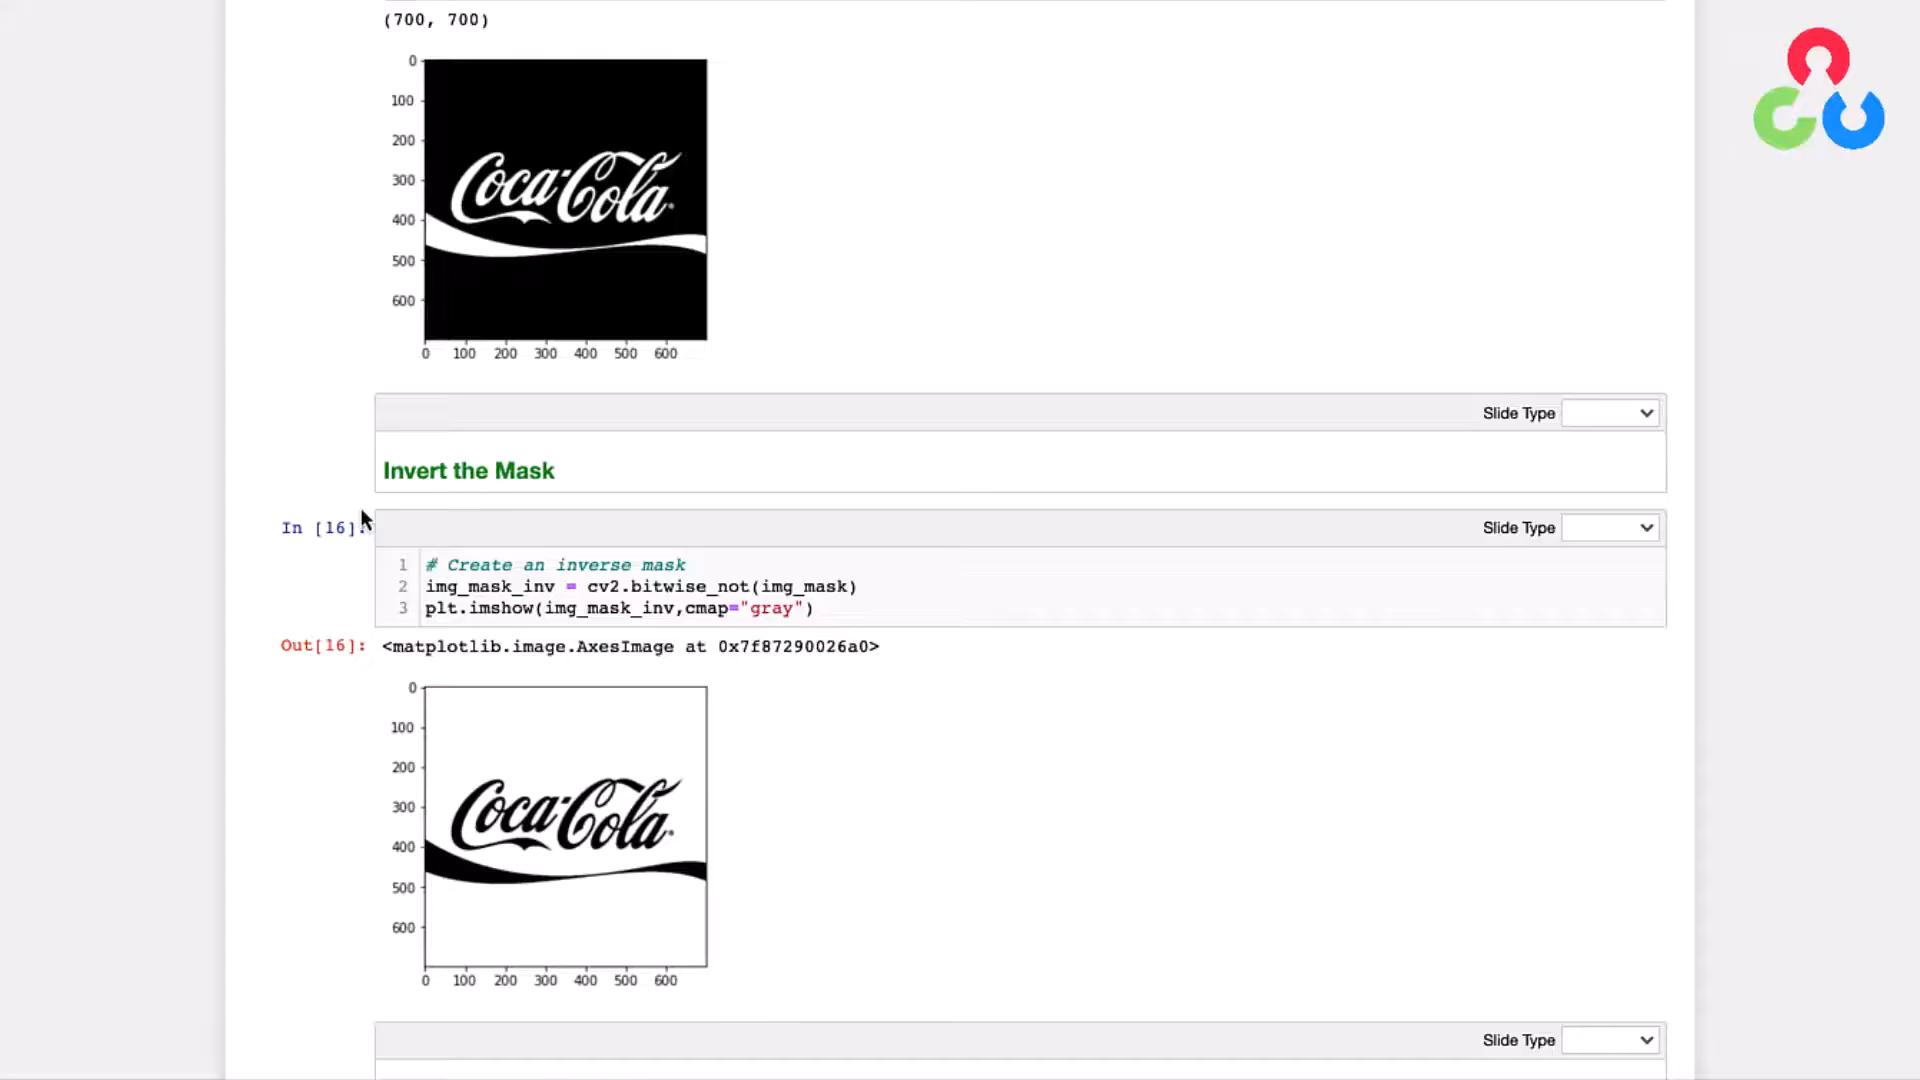 (700, 700)
0
100
200
300
400
500
600
Coca-Cola
0 100 200 300 400 500 600
Slide Type
Invert the Mask
In [16]:
Slide Type
1 # Create an inverse mask
2 img_mask_inv = cv2.bitwise_not(img_mask)
3 plt.imshow(img_mask_inv,cmap="gray")
Out[16]: <matplotlib.image.AxesImage at 0x7f87290026a0>
0
100
200
300
400
500
600
Coca-Cola
0 100 200 300 400 500 600
Slide Type